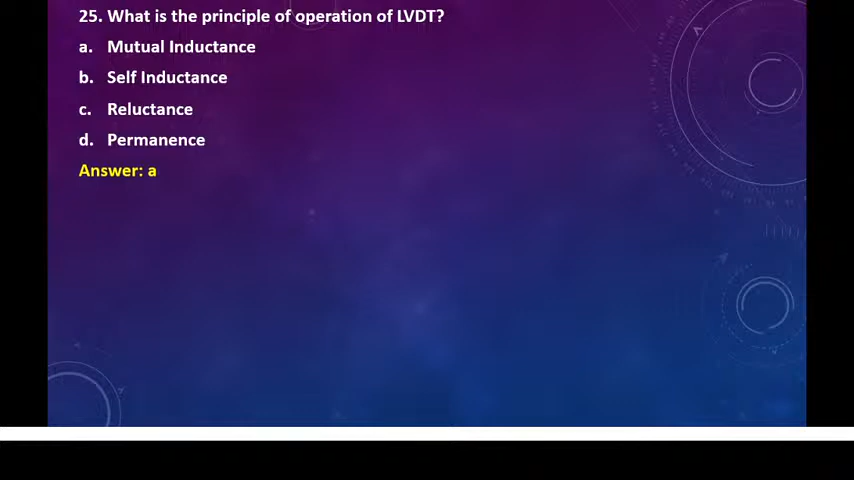 25. What is the principle of operation of LVDT?
a. Mutual Inductance
b. Self Inductance
c. Reluctance
d. Permanence
Answer: a